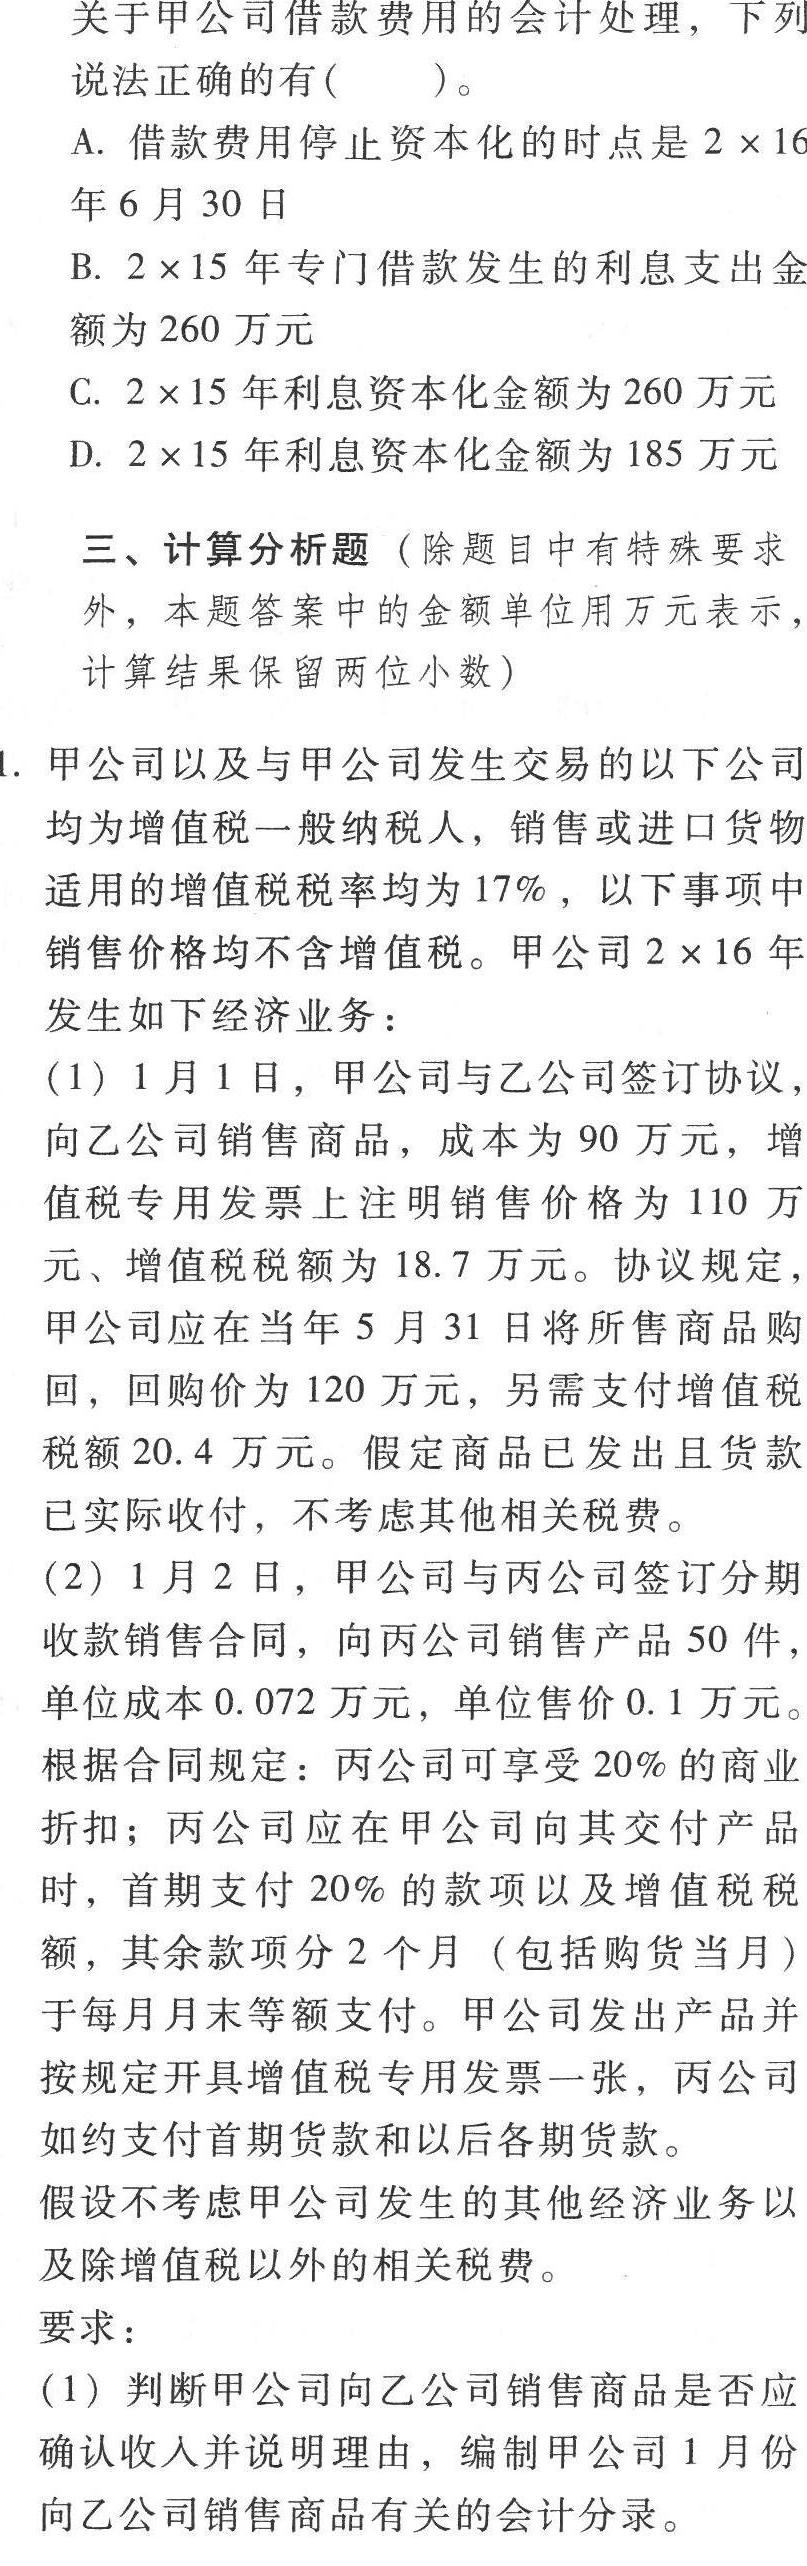 关于甲公司借款费用的会计处理，下列
说法正确的有(　　)。
A. 借款费用停止资本化的时点是 2×16
年 6 月 30 日
B. 2×15 年专门借款发生的利息支出金
额为 260 万元
C. 2×15 年利息资本化金额为 260 万元
D. 2×15 年利息资本化金额为 185 万元
三、计算分析题（除题目中有特殊要求
外，本题答案中的金额单位用万元表示，
计算结果保留两位小数）
1. 甲公司以及与甲公司发生交易的以下公司
均为增值税一般纳税人，销售或进口货物
适用的增值税税率均为 17%，以下事项中
销售价格均不含增值税。甲公司 2×16 年
发生如下经济业务：
(1) 1 月 1 日，甲公司与乙公司签订协议，
向乙公司销售商品，成本为 90 万元，增
值税专用发票上注明销售价格为 110 万
元、增值税税额为 18.7 万元。协议规定，
甲公司应在当年 5 月 31 日将所售商品购
回，回购价为 120 万元，另需支付增值税
税额 20.4 万元。假定商品已发出且货款
已实际收付，不考虑其他相关税费。
(2) 1 月 2 日，甲公司与丙公司签订分期
收款销售合同，向丙公司销售产品 50 件，
单位成本 0.072 万元，单位售价 0.1 万元。
根据合同规定：丙公司可享受 20% 的商业
折扣；丙公司应在甲公司向其交付产品
时，首期支付 20% 的款项以及增值税税
额，其余款项分 2 个月（包括购货当月）
于每月月末等额支付。甲公司发出产品并
按规定开具增值税专用发票一张，丙公司
如约支付首期货款和以后各期货款。
假设不考虑甲公司发生的其他经济业务以
及除增值税以外的相关税费。
要求：
(1) 判断甲公司向乙公司销售商品是否应
确认收入并说明理由，编制甲公司 1 月份
向乙公司销售商品有关的会计分录。